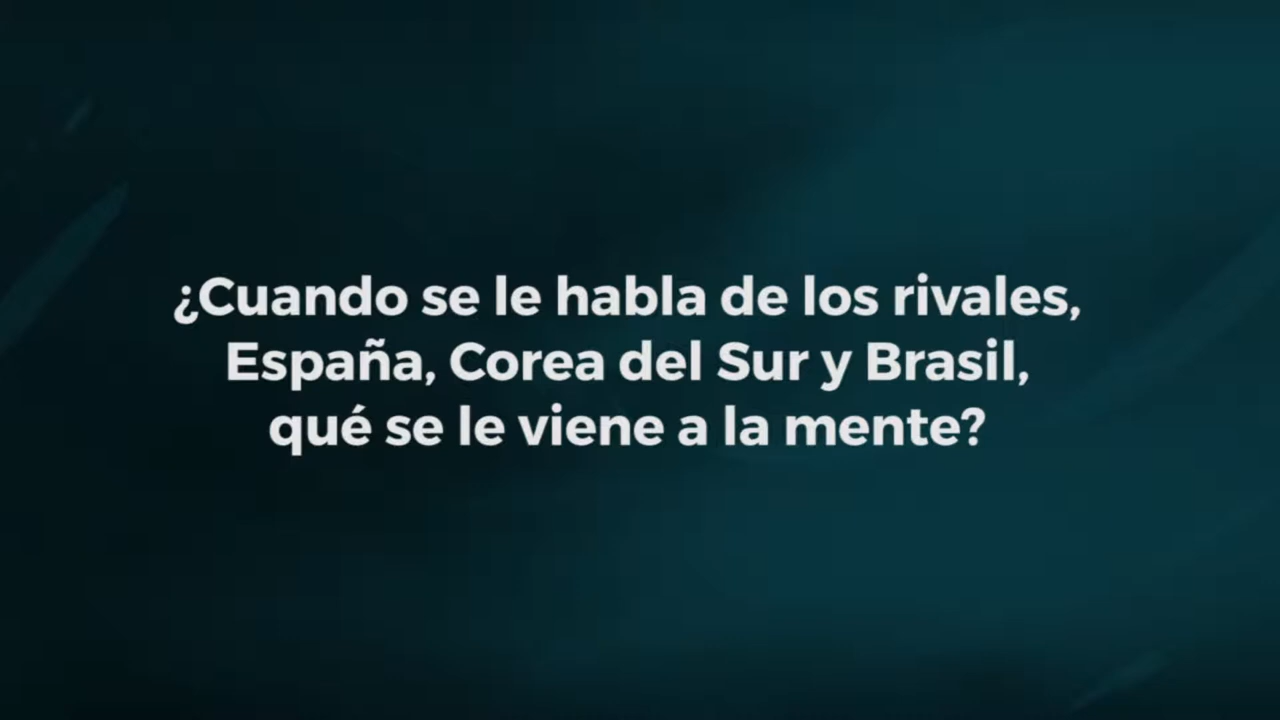 ¿Cuando se le habla de los rivales,
España, Corea del Sur y Brasil,
qué se le viene a la mente?